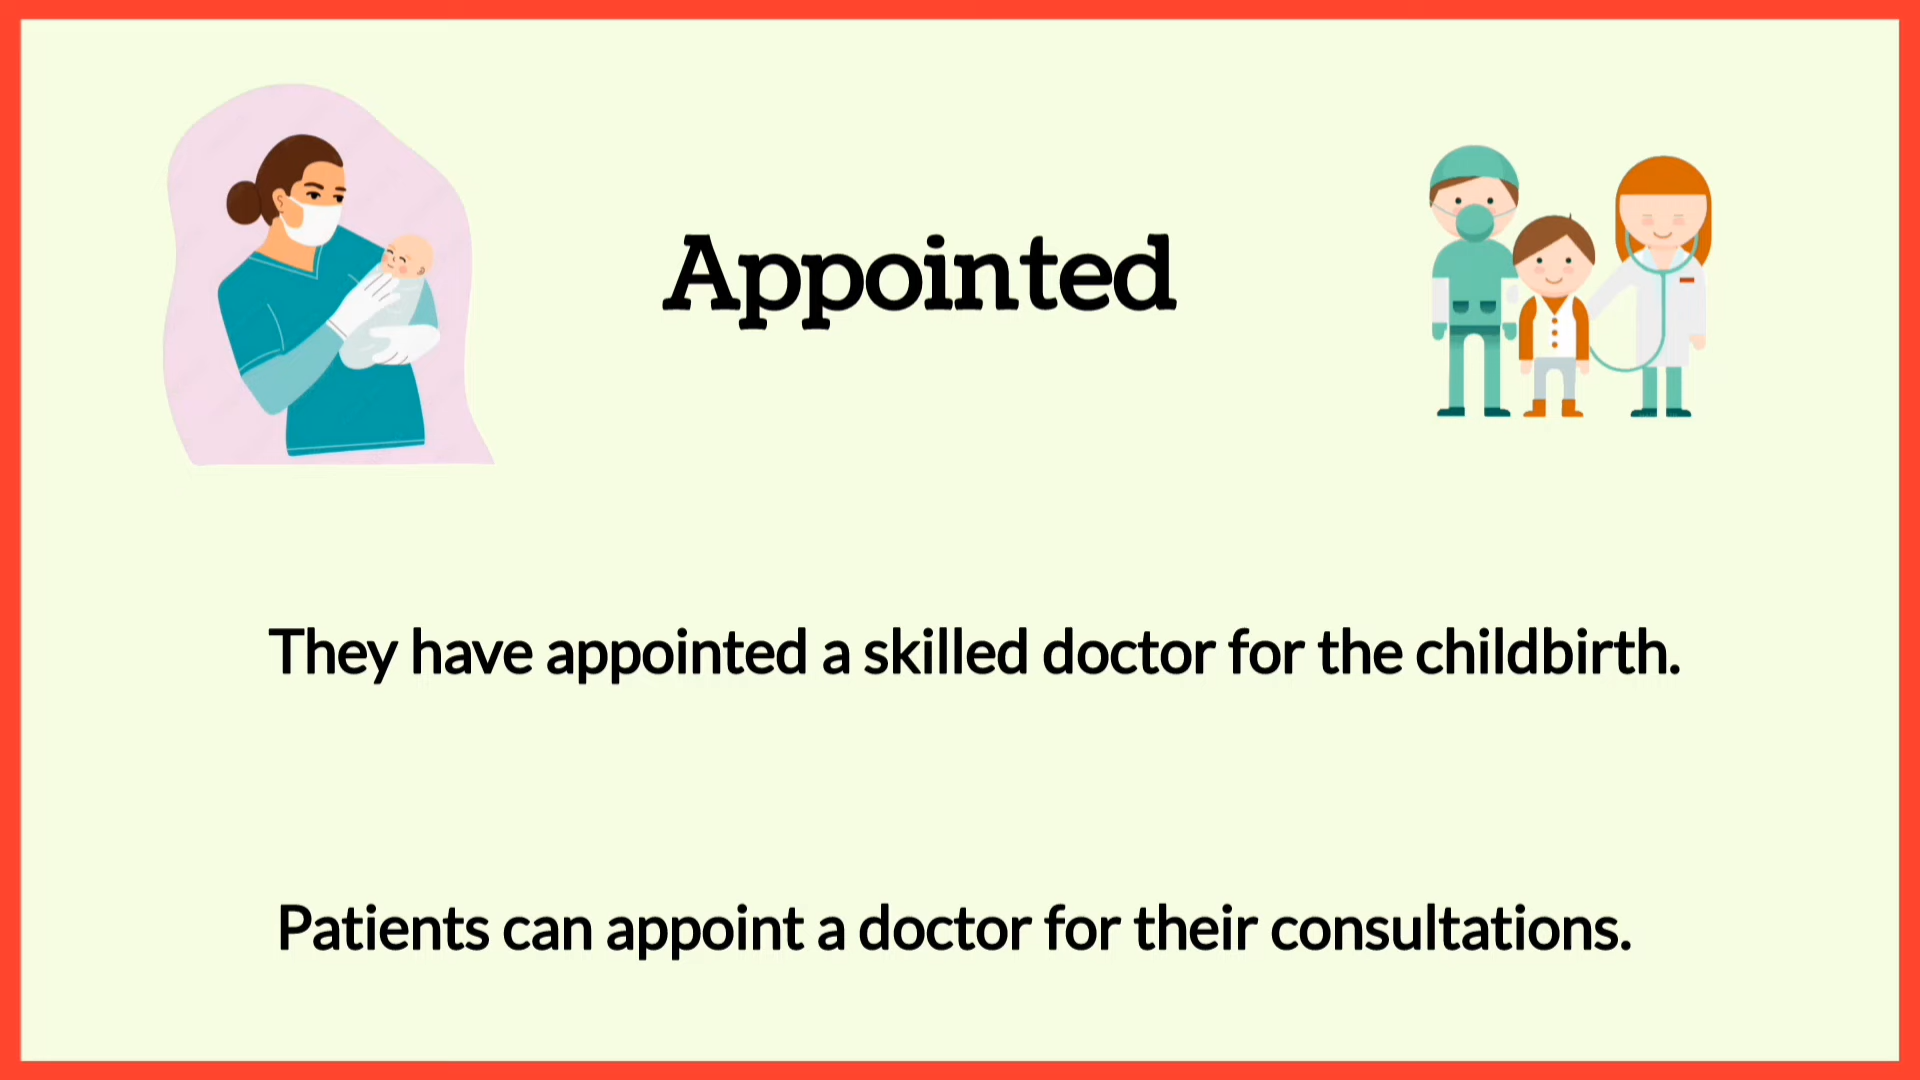 Appointed
They have appointed a skilled doctor for the childbirth.
Patients can appoint a doctor for their consultations.